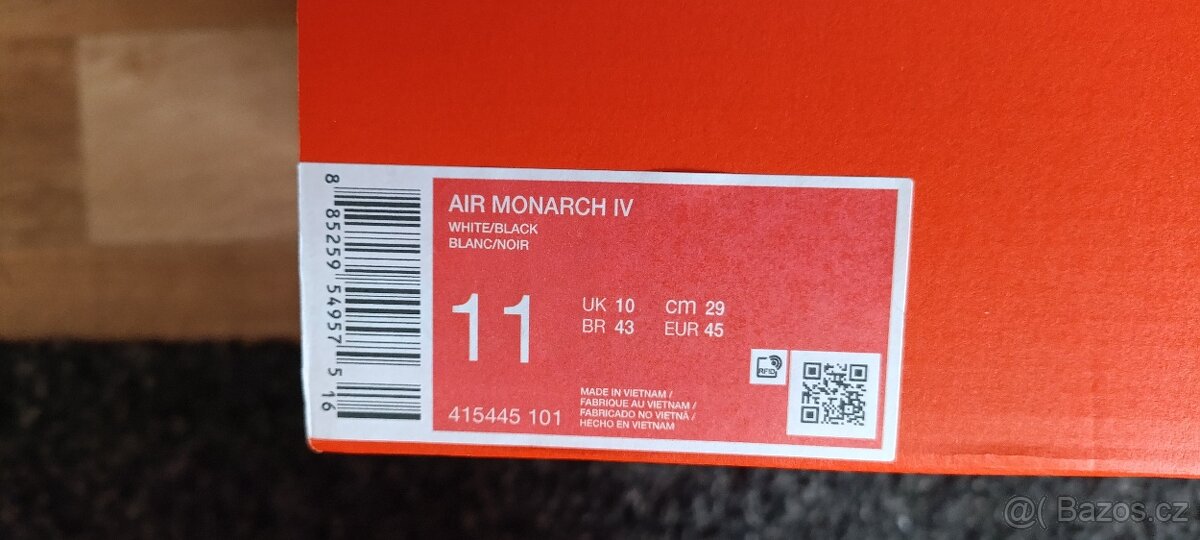 AIR MONARCH IV
WHITE/BLACK
BLANC/NOIR
11
UK 10 cm 29
BR 43 EUR 45
RFID
415445 101
MADE IN VIETNAM /
FABRIQUE AU VIETNAM /
FABRICADO NO VIETNÃ /
HECHO EN VIETNAM
8 85259 54957 5 16
@( Bazos.cz